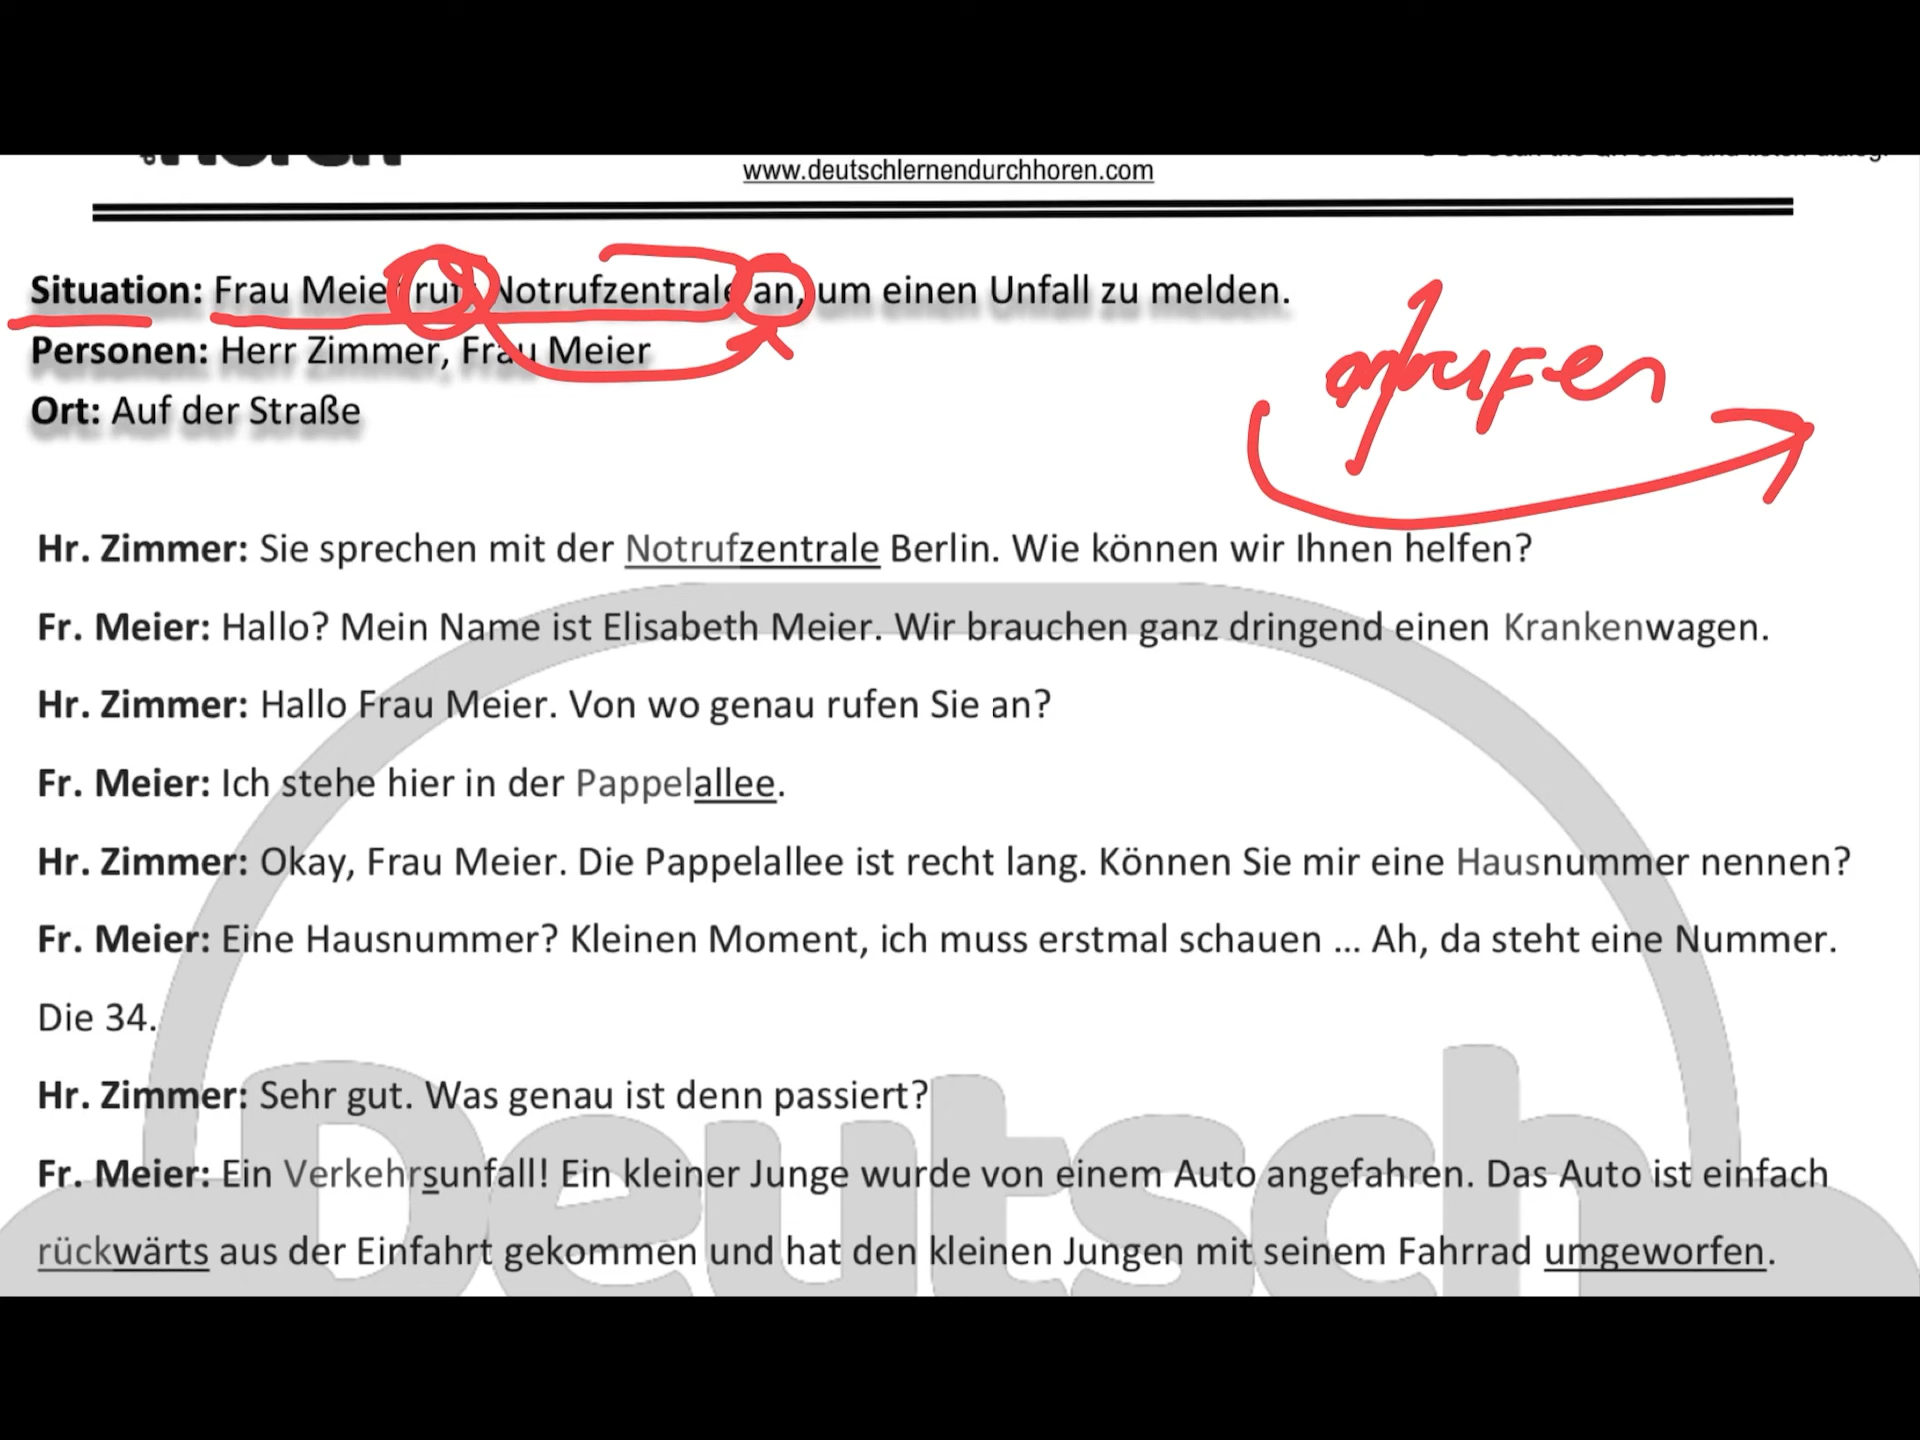 www.deutschlernendurchhoren.com
Situation: Frau Meier ruft Notrufzentrale an, um einen Unfall zu melden.
anrufen
Personen: Herr Zimmer, Frau Meier
Ort: Auf der Straße
Hr. Zimmer: Sie sprechen mit der Notrufzentrale Berlin. Wie können wir Ihnen helfen?
Fr. Meier: Hallo? Mein Name ist Elisabeth Meier. Wir brauchen ganz dringend einen Krankenwagen.
Hr. Zimmer: Hallo Frau Meier. Von wo genau rufen Sie an?
Fr. Meier: Ich stehe hier in der Pappelallee.
Hr. Zimmer: Okay, Frau Meier. Die Pappelallee ist recht lang. Können Sie mir eine Hausnummer nennen?
Fr. Meier: Eine Hausnummer? Kleinen Moment, ich muss erstmal schauen ... Ah, da steht eine Nummer.
Die 34.
Hr. Zimmer: Sehr gut. Was genau ist denn passiert?
Fr. Meier: Ein Verkehrsunfall! Ein kleiner Junge wurde von einem Auto angefahren. Das Auto ist einfach
rückwärts aus der Einfahrt gekommen und hat den kleinen Jungen mit seinem Fahrrad umgeworfen.
Deutsch